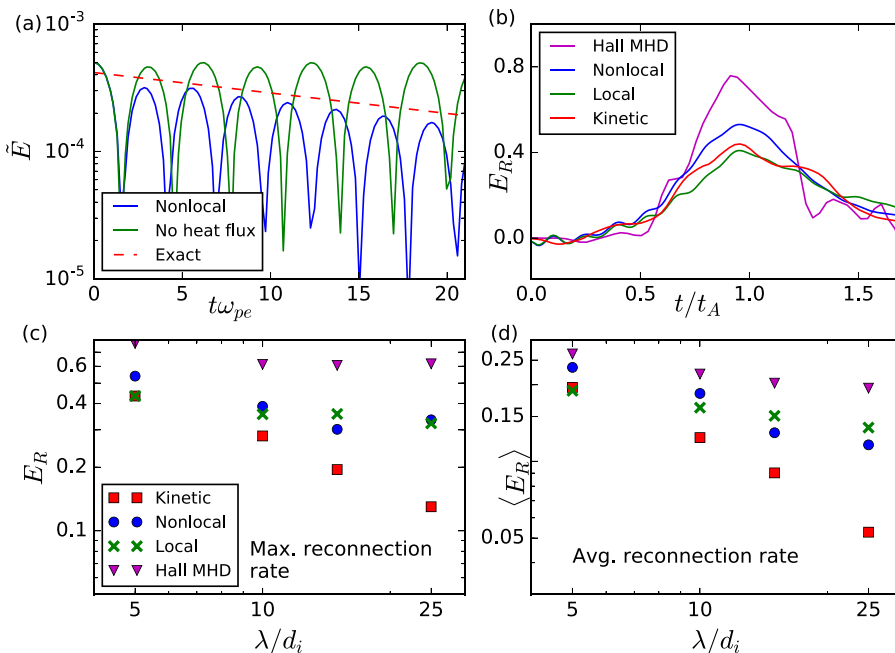 (a)
10⁻³
10⁻⁴
10⁻⁵
Ẽ
Nonlocal
No heat flux
Exact
0
5
10
15
20
tω_pe
(b)
Hall MHD
Nonlocal
Local
Kinetic
0.8
0.4
0.0
E_R
0.0
0.5
1.0
1.5
t/t_A
(c)
0.6
0.4
0.2
0.1
E_R
Kinetic
Nonlocal
Local
Hall MHD
Max. reconnection
rate
5
10
25
λ/d_i
(d)
0.25
0.15
0.05
⟨E_R⟩
Avg. reconnection rate
5
10
25
λ/d_i